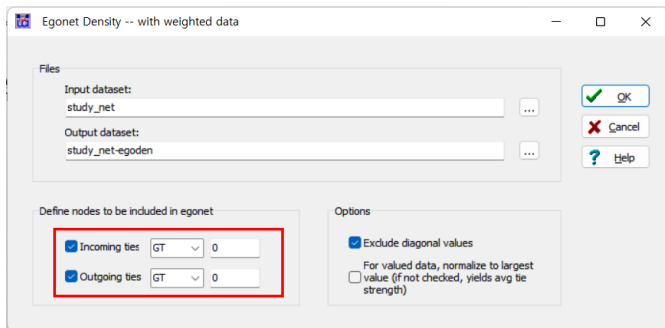 Egonet Density -- with weighted data
Files
Input dataset:
study_net
...
Output dataset:
study_net-egoden
...
OK
Cancel
Help
Define nodes to be included in egonet
Incoming ties GT 0
Outgoing ties GT 0
Options
Exclude diagonal values
For valued data, normalize to largest
value (if not checked, yields avg tie
strength)